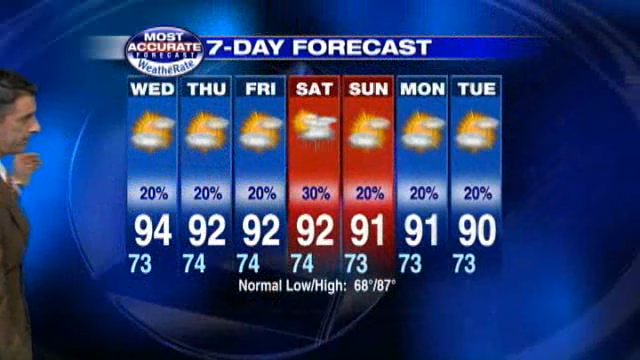 MOST
ACCURATE
FORECAST
WeatheRate
7-DAY FORECAST
WED THU FRI SAT SUN MON TUE
20% 20% 20% 30% 20% 20% 20%
94 92 92 92 91 91 90
73 74 74 74 73 73 73
Normal Low/High: 68°/87°